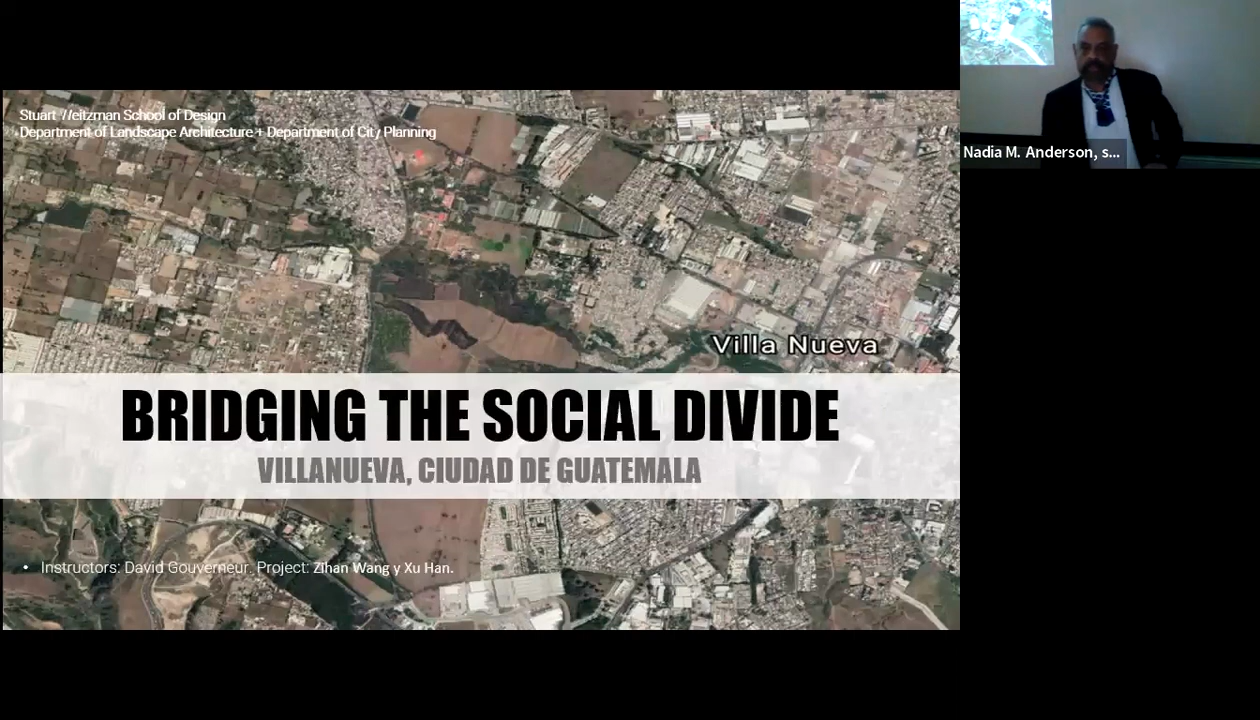 Stuart Weitzman School of Design
Department of Landscape Architecture + Department of City Planning
Villa Nueva
BRIDGING THE SOCIAL DIVIDE
VILLANUEVA, CIUDAD DE GUATEMALA
• Instructors: David Gouverneur. Project: Zihan Wang y Xu Han.
Nadia M. Anderson, s...